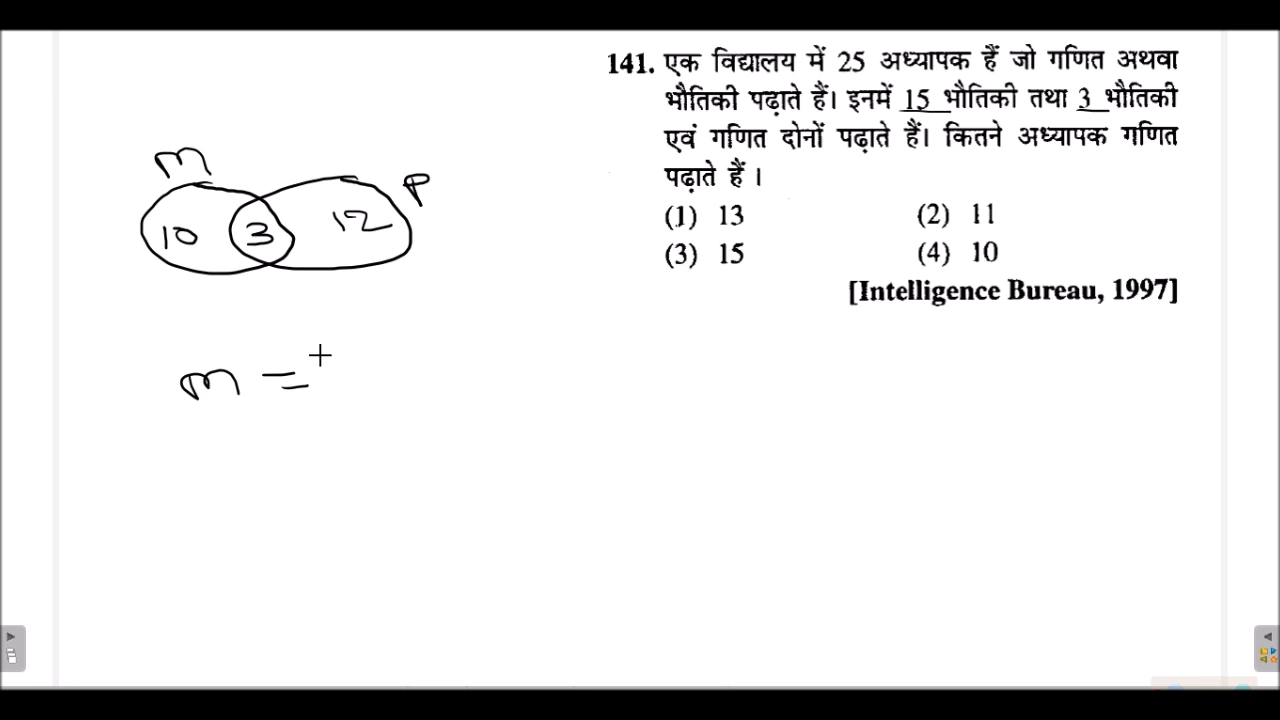 141. एक विद्यालय में 25 अध्यापक हैं जो गणित अथवा
भौतिकी पढ़ाते हैं। इनमें 15 भौतिकी तथा 3 भौतिकी
एवं गणित दोनों पढ़ाते हैं। कितने अध्यापक गणित
पढ़ाते हैं ।
(1) 13 (2) 11
(3) 15 (4) 10
[Intelligence Bureau, 1997]
m
P
10 3 12
m =